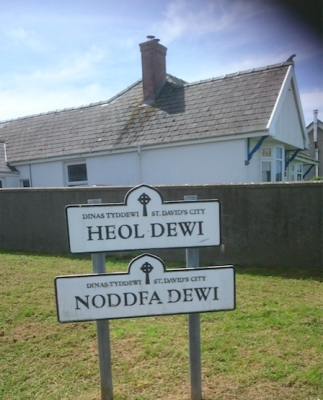 DINAS TYDDEWI ST. DAVID'S CITY
HEOL DEWI
DINAS TYDDEWI ST. DAVID'S CITY
NODDFA DEWI